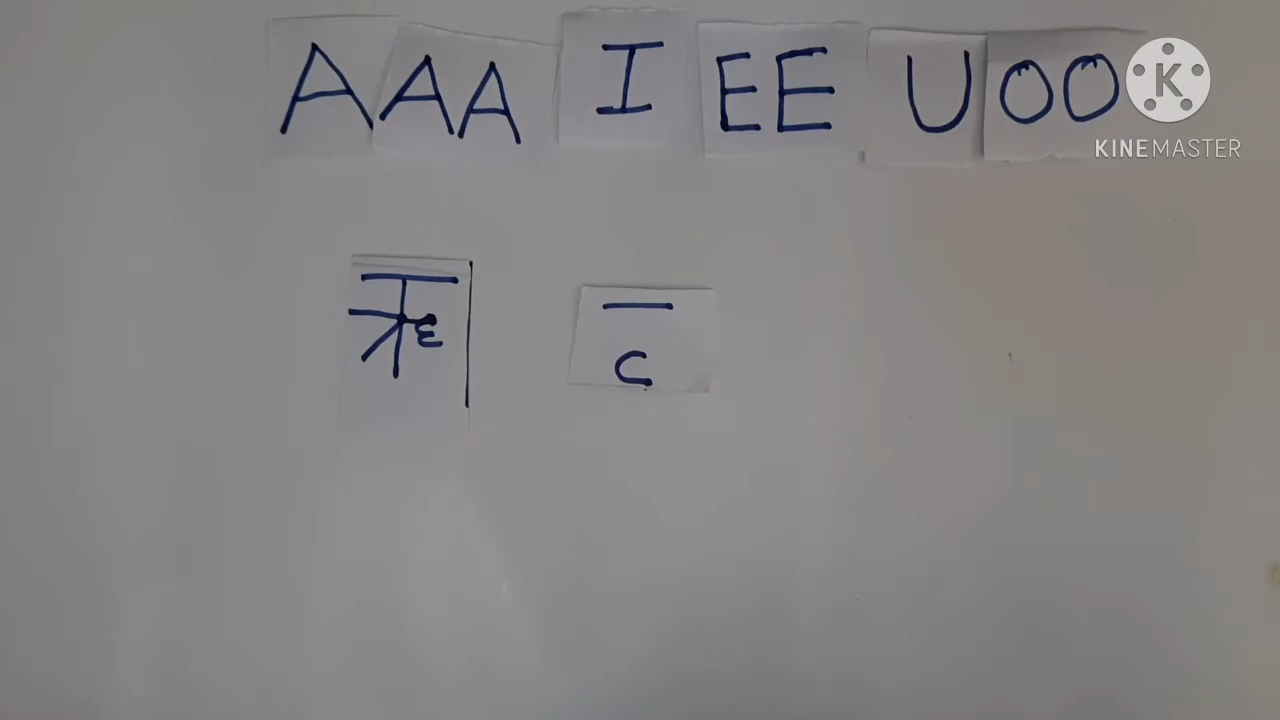 A AA I EE U OO
K
KINEMASTER
ऋ ृ